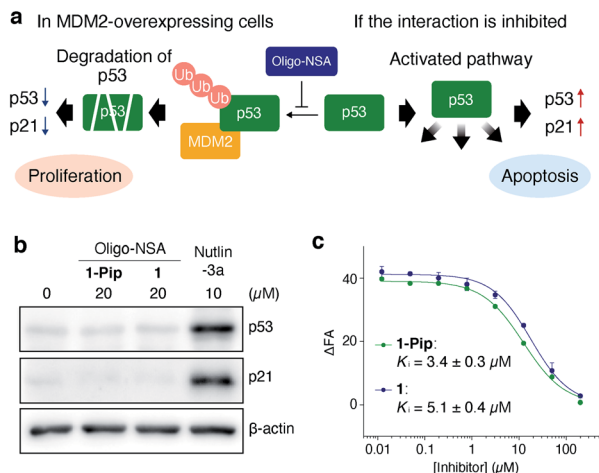 a
In MDM2-overexpressing cells
If the interaction is inhibited
Degradation of
p53
Oligo-NSA
Activated pathway
Ub
Ub
Ub
p53↓
p21↓
p53
p53
MDM2
p53
p53
p53↑
p21↑
Proliferation
Apoptosis
b
Oligo-NSA
Nutlin
-3a
1-Pip
1
0
20
20
10
(μM)
p53
p21
β-actin
c
ΔFA
40
20
0
1-Pip:
Ki = 3.4 ± 0.3 μM
1:
Ki = 5.1 ± 0.4 μM
0.01
0.1
1
10
100
[Inhibitor] (μM)